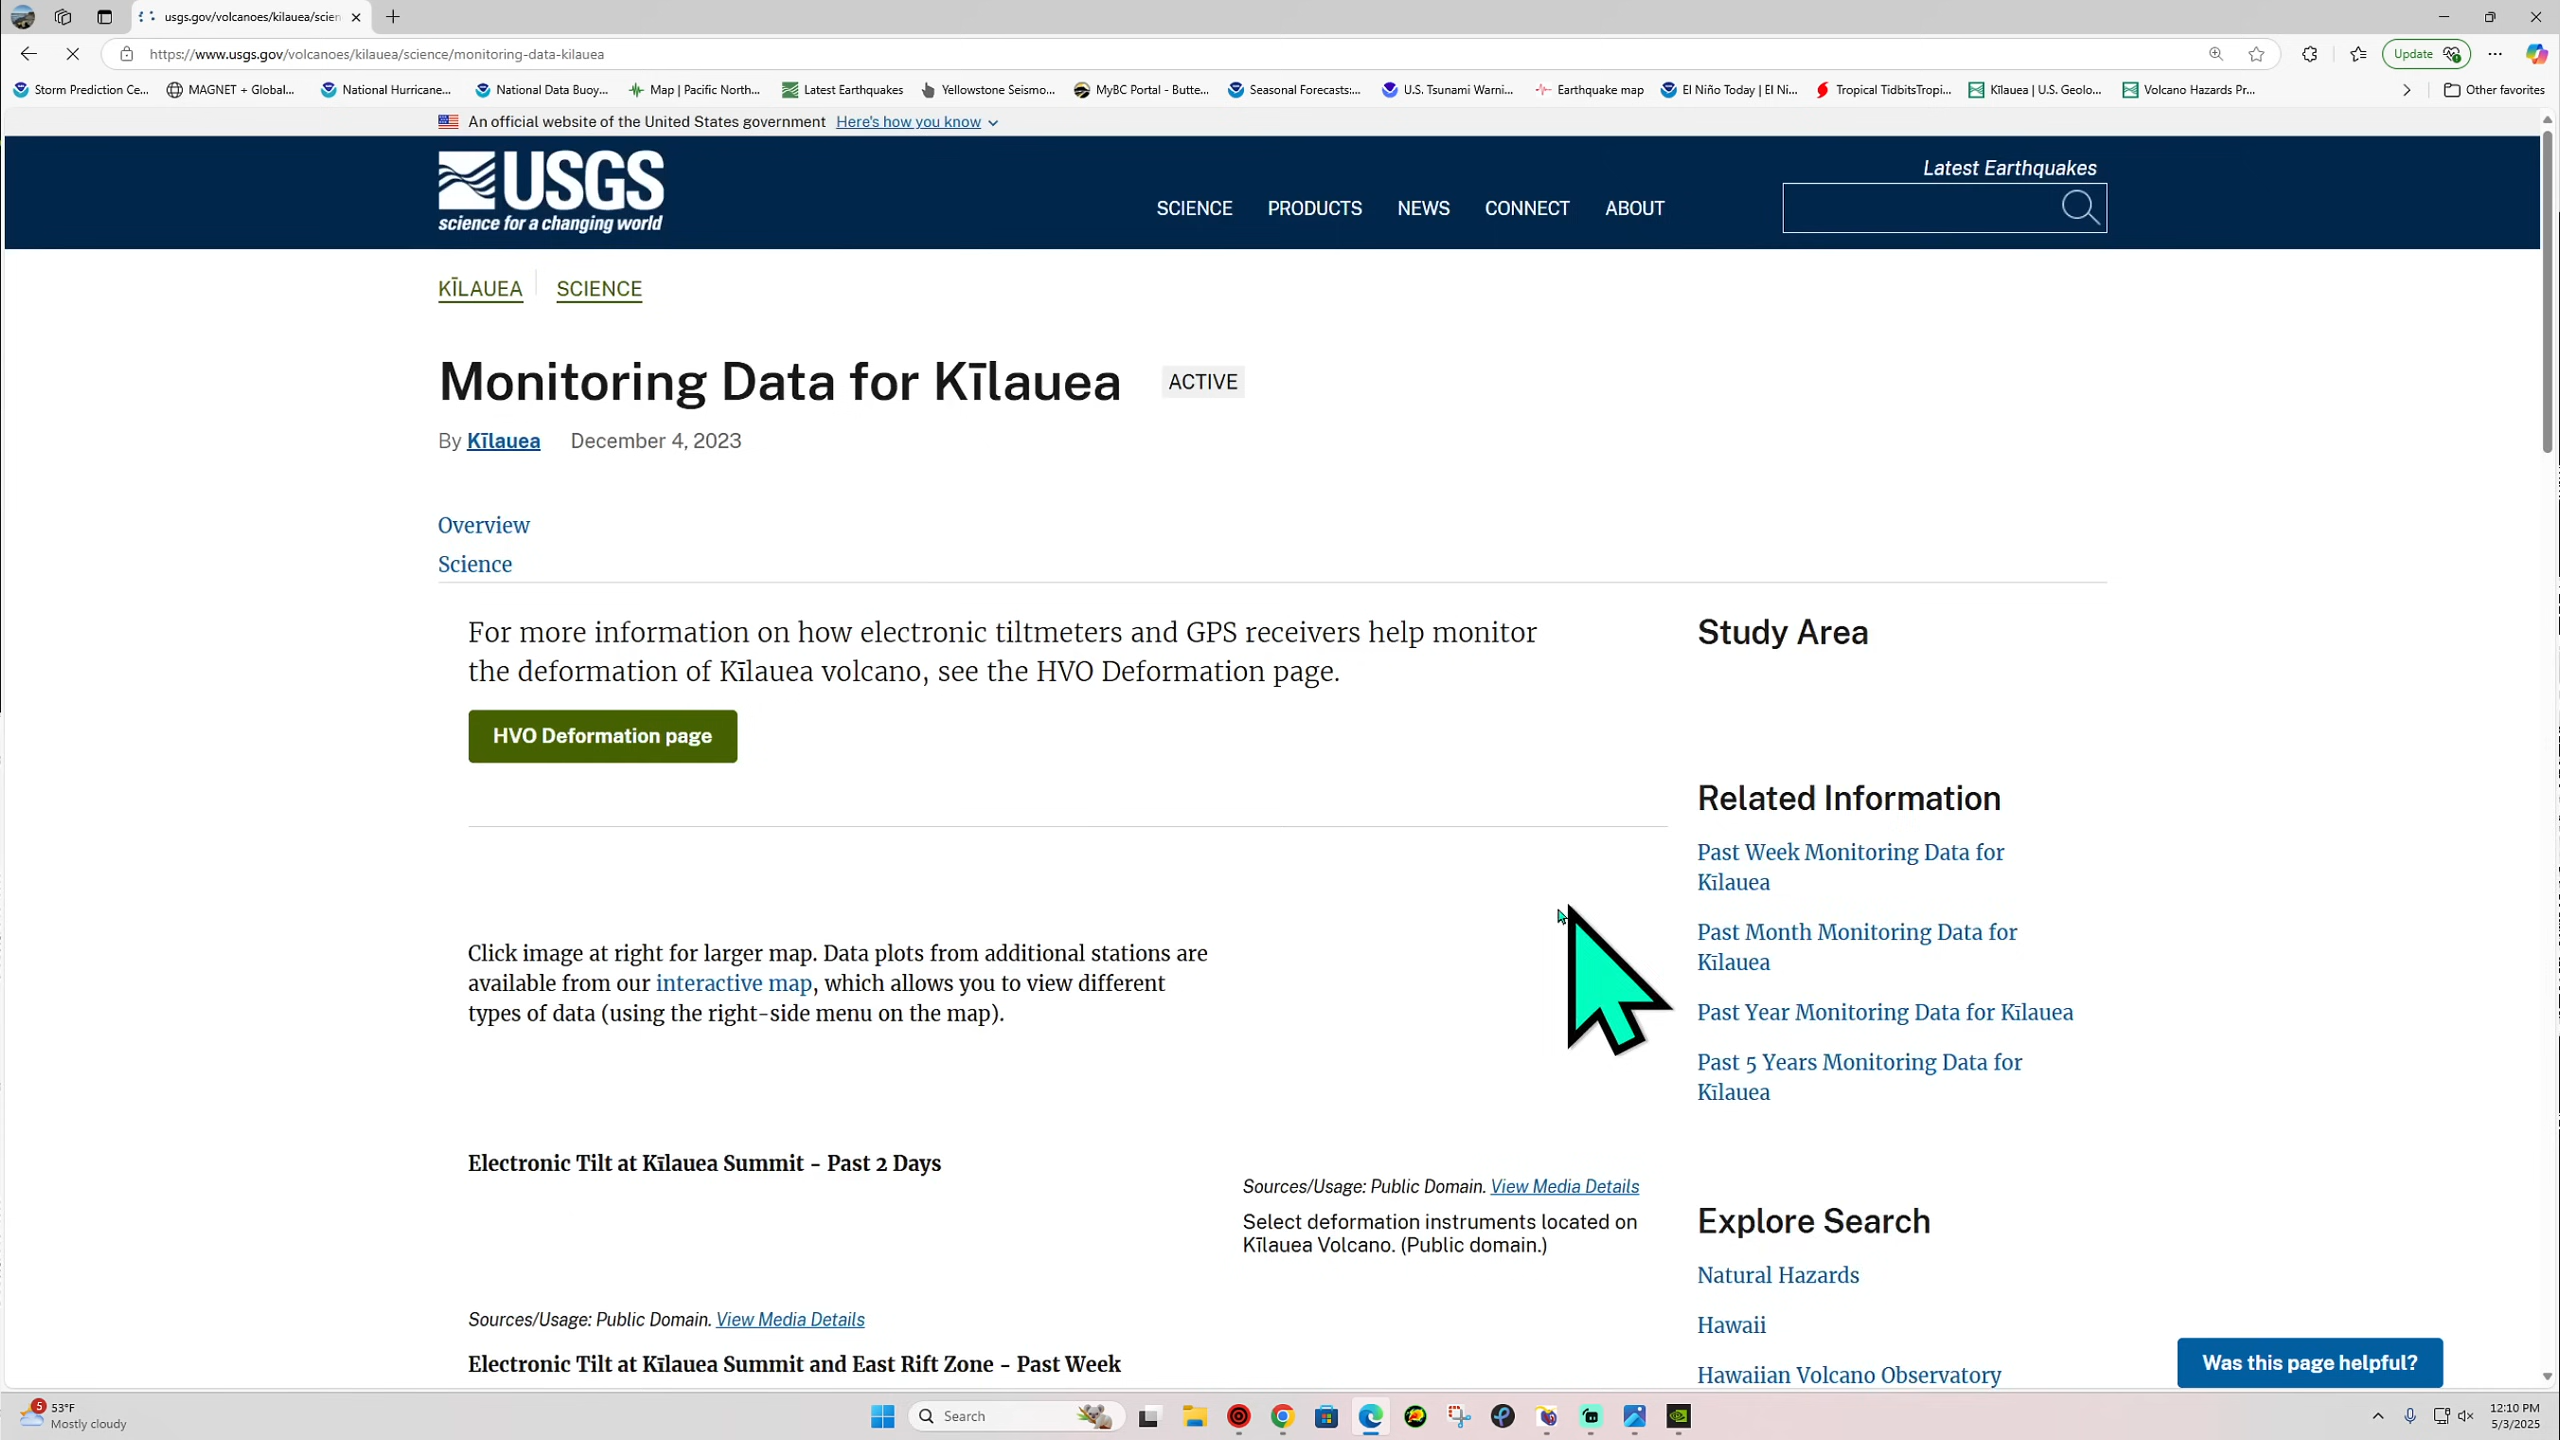 usgs.gov/volcanoes/kilauea/scien
https://www.usgs.gov/volcanoes/kilauea/science/monitoring-data-kilauea
Update
Storm Prediction Ce...
MAGNET + Global...
National Hurricane...
National Data Buoy...
Map | Pacific North...
Latest Earthquakes
Yellowstone Seismo...
MyBC Portal - Butte...
Seasonal Forecasts:...
U.S. Tsunami Warni...
Earthquake map
El Niño Today | El Ni...
Tropical TidbitsTropi...
Kīlauea | U.S. Geolo...
Volcano Hazards Pr...
Other favorites
An official website of the United States government Here's how you know
USGS
science for a changing world
SCIENCE
PRODUCTS
NEWS
CONNECT
ABOUT
Latest Earthquakes
KĪLAUEA
SCIENCE
Monitoring Data for Kīlauea
ACTIVE
By Kīlauea December 4, 2023
Overview
Science
For more information on how electronic tiltmeters and GPS receivers help monitor
the deformation of Kīlauea volcano, see the HVO Deformation page.
HVO Deformation page
Click image at right for larger map. Data plots from additional stations are
available from our interactive map, which allows you to view different
types of data (using the right-side menu on the map).
Electronic Tilt at Kīlauea Summit - Past 2 Days
Sources/Usage: Public Domain. View Media Details
Select deformation instruments located on
Kīlauea Volcano. (Public domain.)
Sources/Usage: Public Domain. View Media Details
Electronic Tilt at Kīlauea Summit and East Rift Zone - Past Week
Study Area
Related Information
Past Week Monitoring Data for
Kīlauea
Past Month Monitoring Data for
Kīlauea
Past Year Monitoring Data for Kīlauea
Past 5 Years Monitoring Data for
Kīlauea
Explore Search
Natural Hazards
Hawaii
Hawaiian Volcano Observatory
Was this page helpful?
5
53°F
Mostly cloudy
Search
12:10 PM
5/3/2025